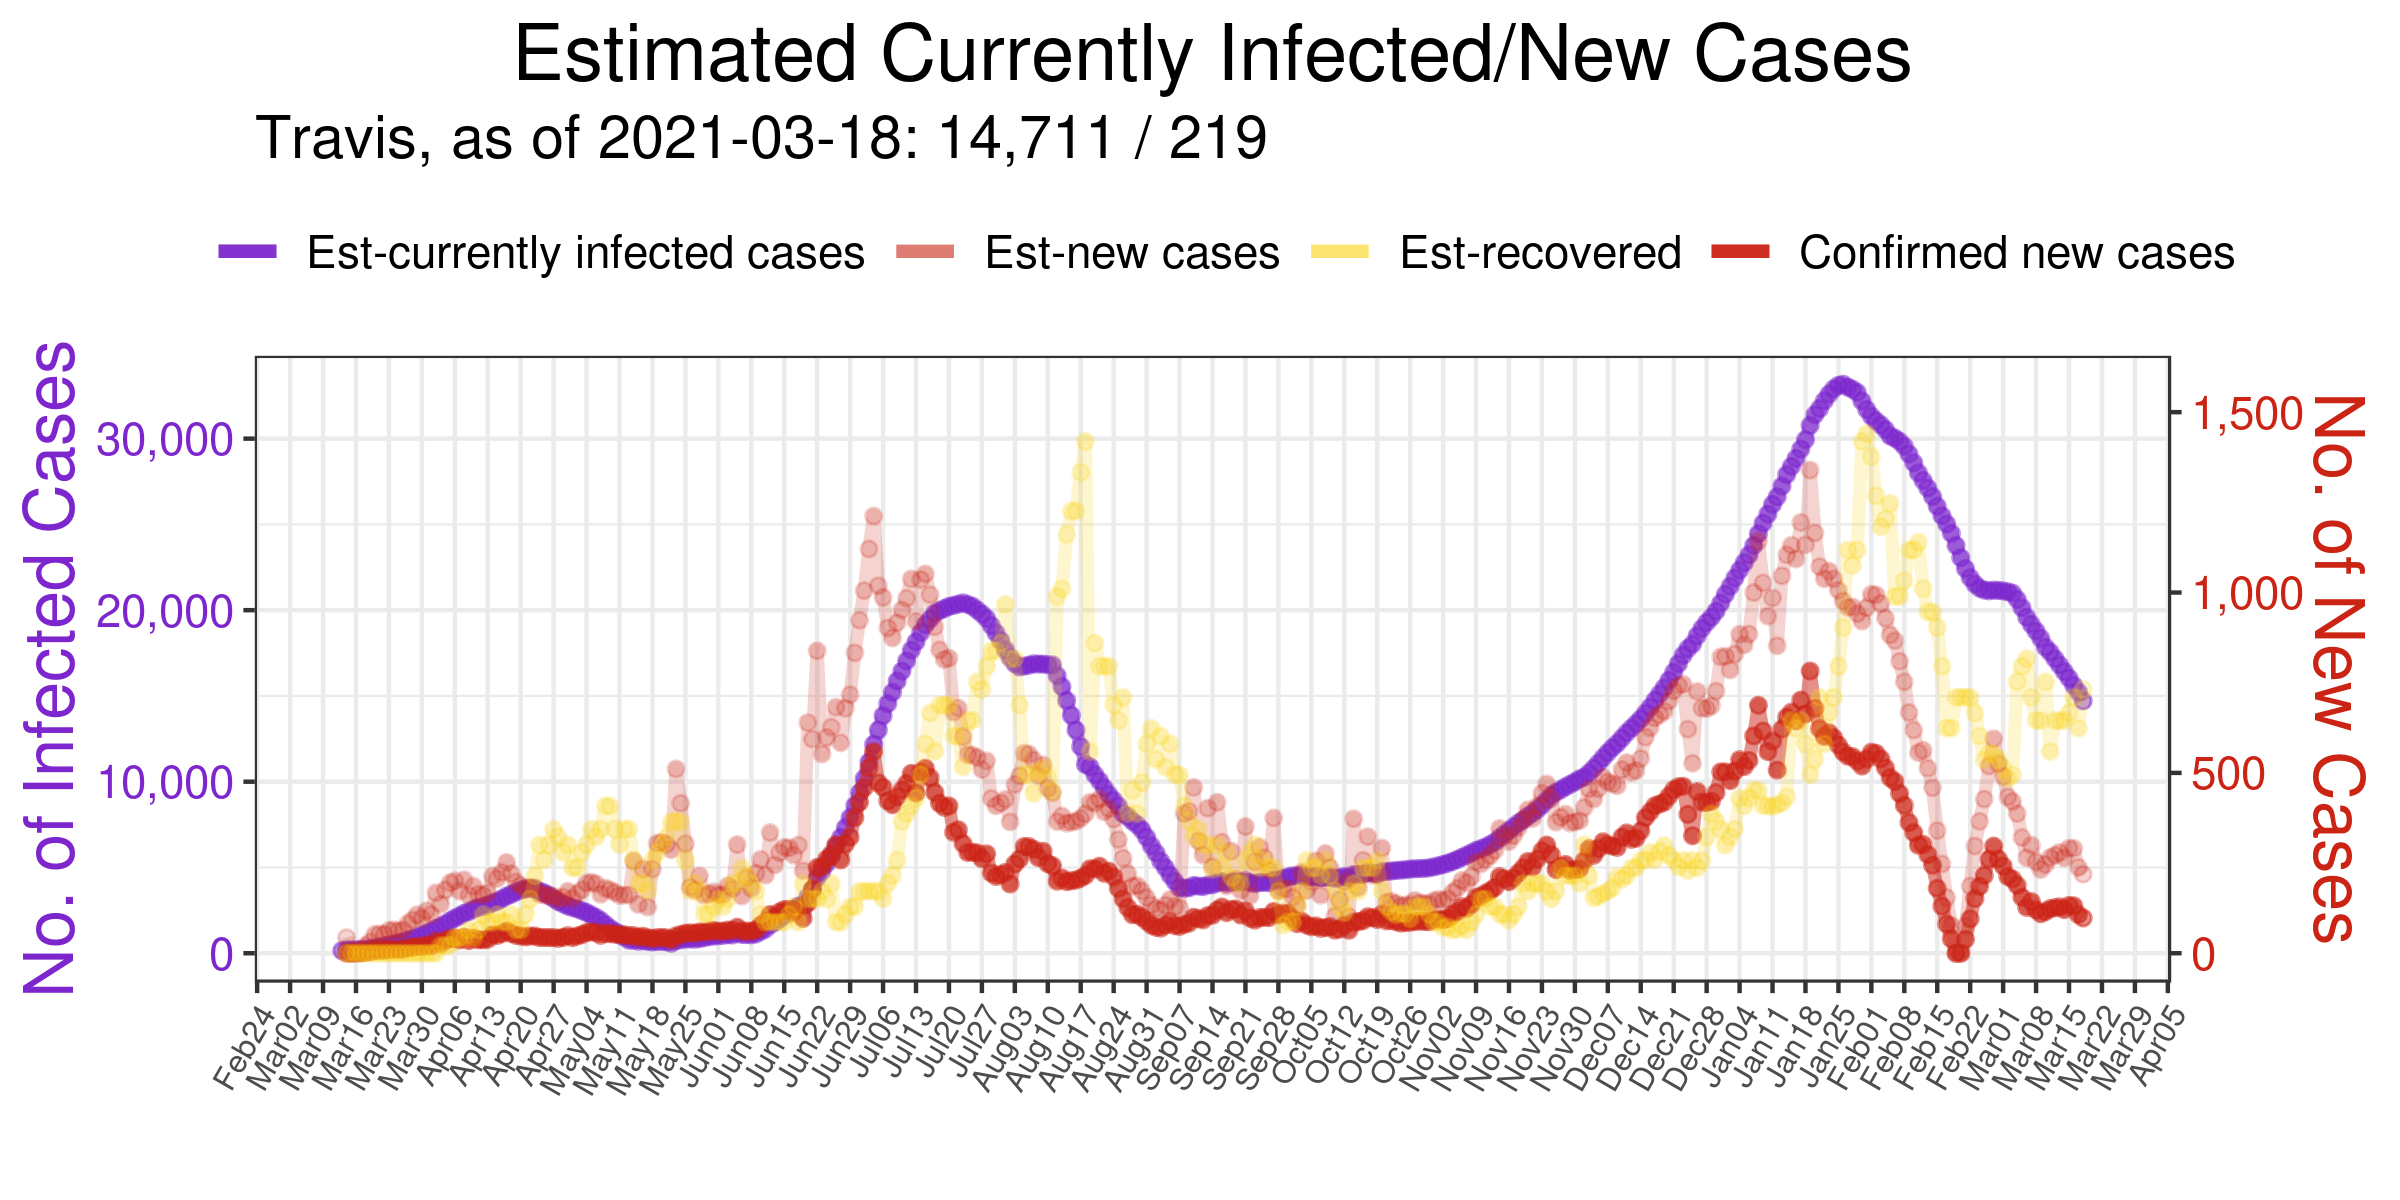 Estimated Currently Infected/New Cases
Travis, as of 2021-03-18: 14,711 / 219
Est-currently infected cases
Est-new cases
Est-recovered
Confirmed new cases
No. of Infected Cases
30,000
20,000
10,000
0
1,500
1,000
500
0
No. of New Cases
Feb24
Mar02
Mar09
Mar16
Mar23
Mar30
Apr06
Apr13
Apr20
Apr27
May04
May11
May18
May25
Jun01
Jun08
Jun15
Jun22
Jun29
Jul06
Jul13
Jul20
Jul27
Aug03
Aug10
Aug17
Aug24
Aug31
Sep07
Sep14
Sep21
Sep28
Oct05
Oct12
Oct19
Oct26
Nov02
Nov09
Nov16
Nov23
Nov30
Dec07
Dec14
Dec21
Dec28
Jan04
Jan11
Jan18
Jan25
Feb01
Feb08
Feb15
Feb22
Mar01
Mar08
Mar15
Mar22
Mar29
Apr05